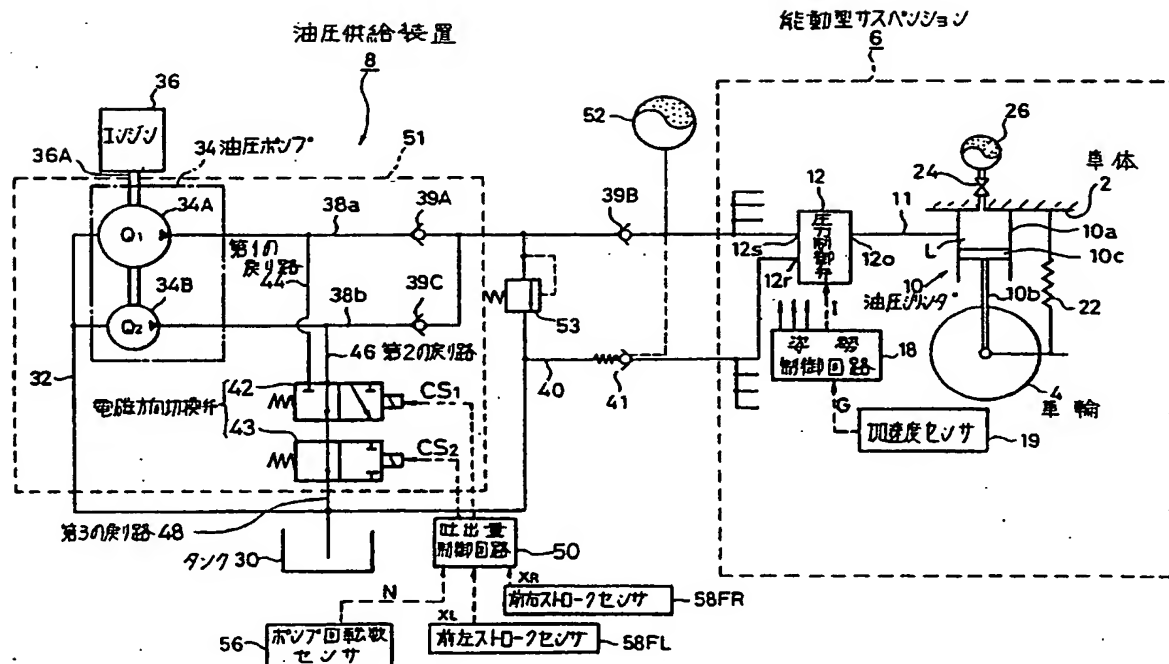 油圧供給装置
8
能動型サスペンション
6
36
エンジン
36A
34油圧ポンプ
51
52
26
車体
24
2
34A
Q₁
38a
39A
39B
12
圧力制御弁
12s
12o
12r
11
L
10a
10c
10
10b
油圧シリンダ
22
第1の
戻り路
44
34B
Q₂
38b
39C
53
I
32
46 第2の戻り路
姿勢
制御回路
18
42
CS₁
40
41
電磁方向切換弁
43
CS₂
G
4
車輪
加速度センサ
19
第3の戻り路48
吐出量
制御回路
50
タンク30
N
XR
前右ストロークセンサ
58FR
XL
56
ポンプ回転数
センサ
前左ストロークセンサ
58FL